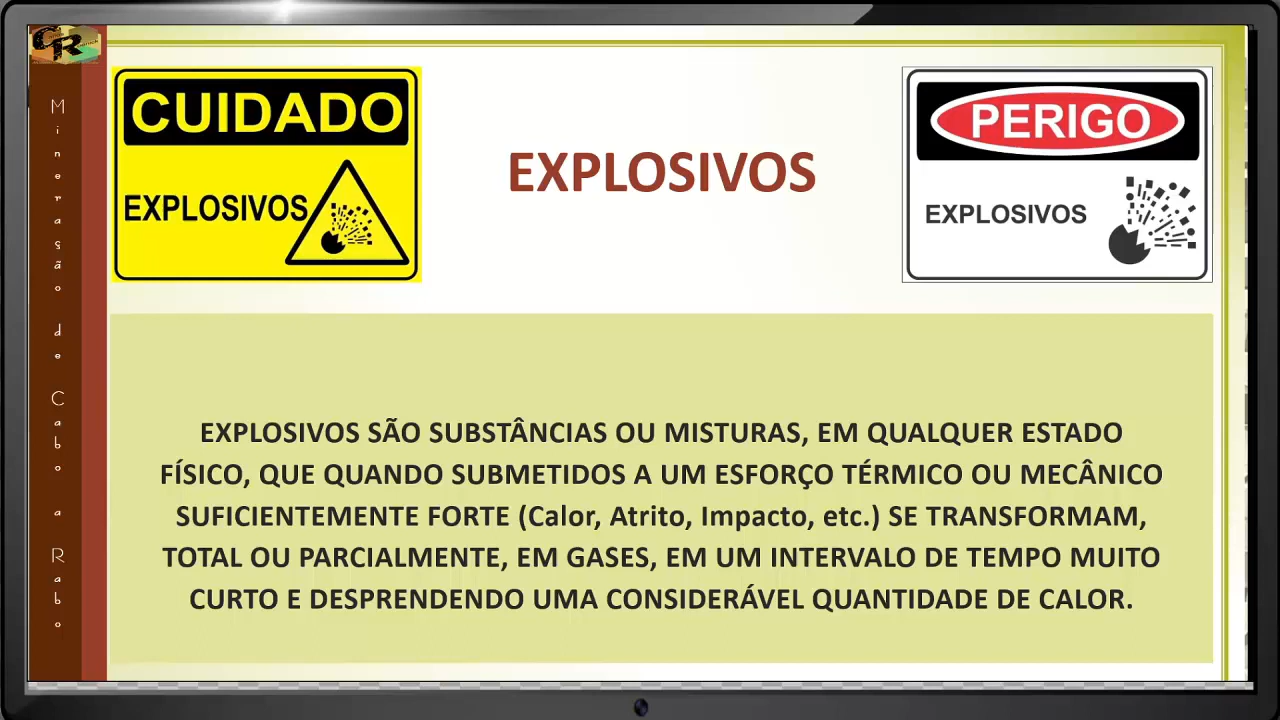 CR
Mineração de Cabo a Rabo
CUIDADO
EXPLOSIVOS
EXPLOSIVOS
PERIGO
EXPLOSIVOS
EXPLOSIVOS SÃO SUBSTÂNCIAS OU MISTURAS, EM QUALQUER ESTADO
FÍSICO, QUE QUANDO SUBMETIDOS A UM ESFORÇO TÉRMICO OU MECÂNICO
SUFICIENTEMENTE FORTE (Calor, Atrito, Impacto, etc.) SE TRANSFORMAM,
TOTAL OU PARCIALMENTE, EM GASES, EM UM INTERVALO DE TEMPO MUITO
CURTO E DESPRENDENDO UMA CONSIDERÁVEL QUANTIDADE DE CALOR.